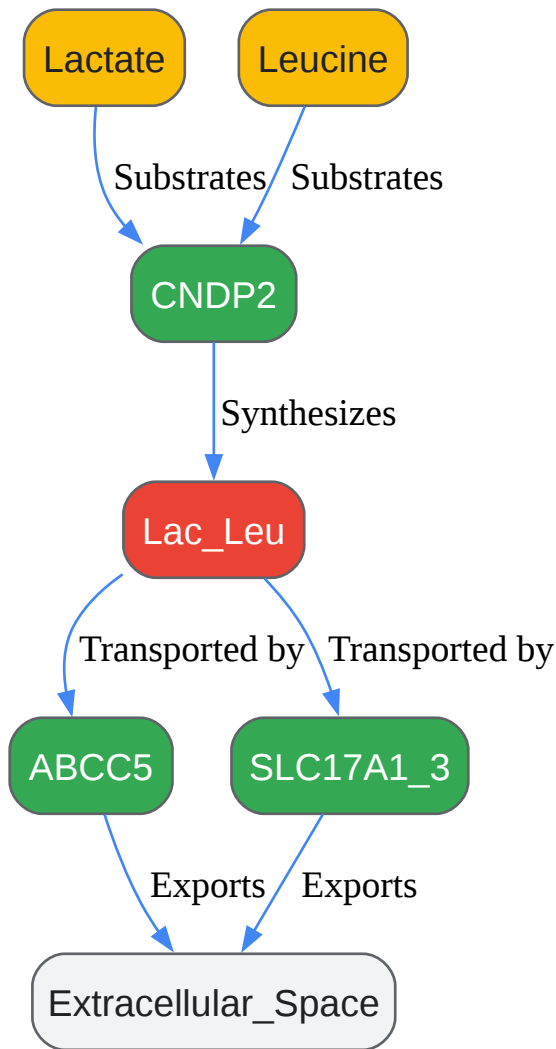 Lactate
Leucine
Substrates
Substrates
CNDP2
Synthesizes
Lac_Leu
Transported by
Transported by
ABCC5
SLC17A1_3
Exports
Exports
Extracellular_Space